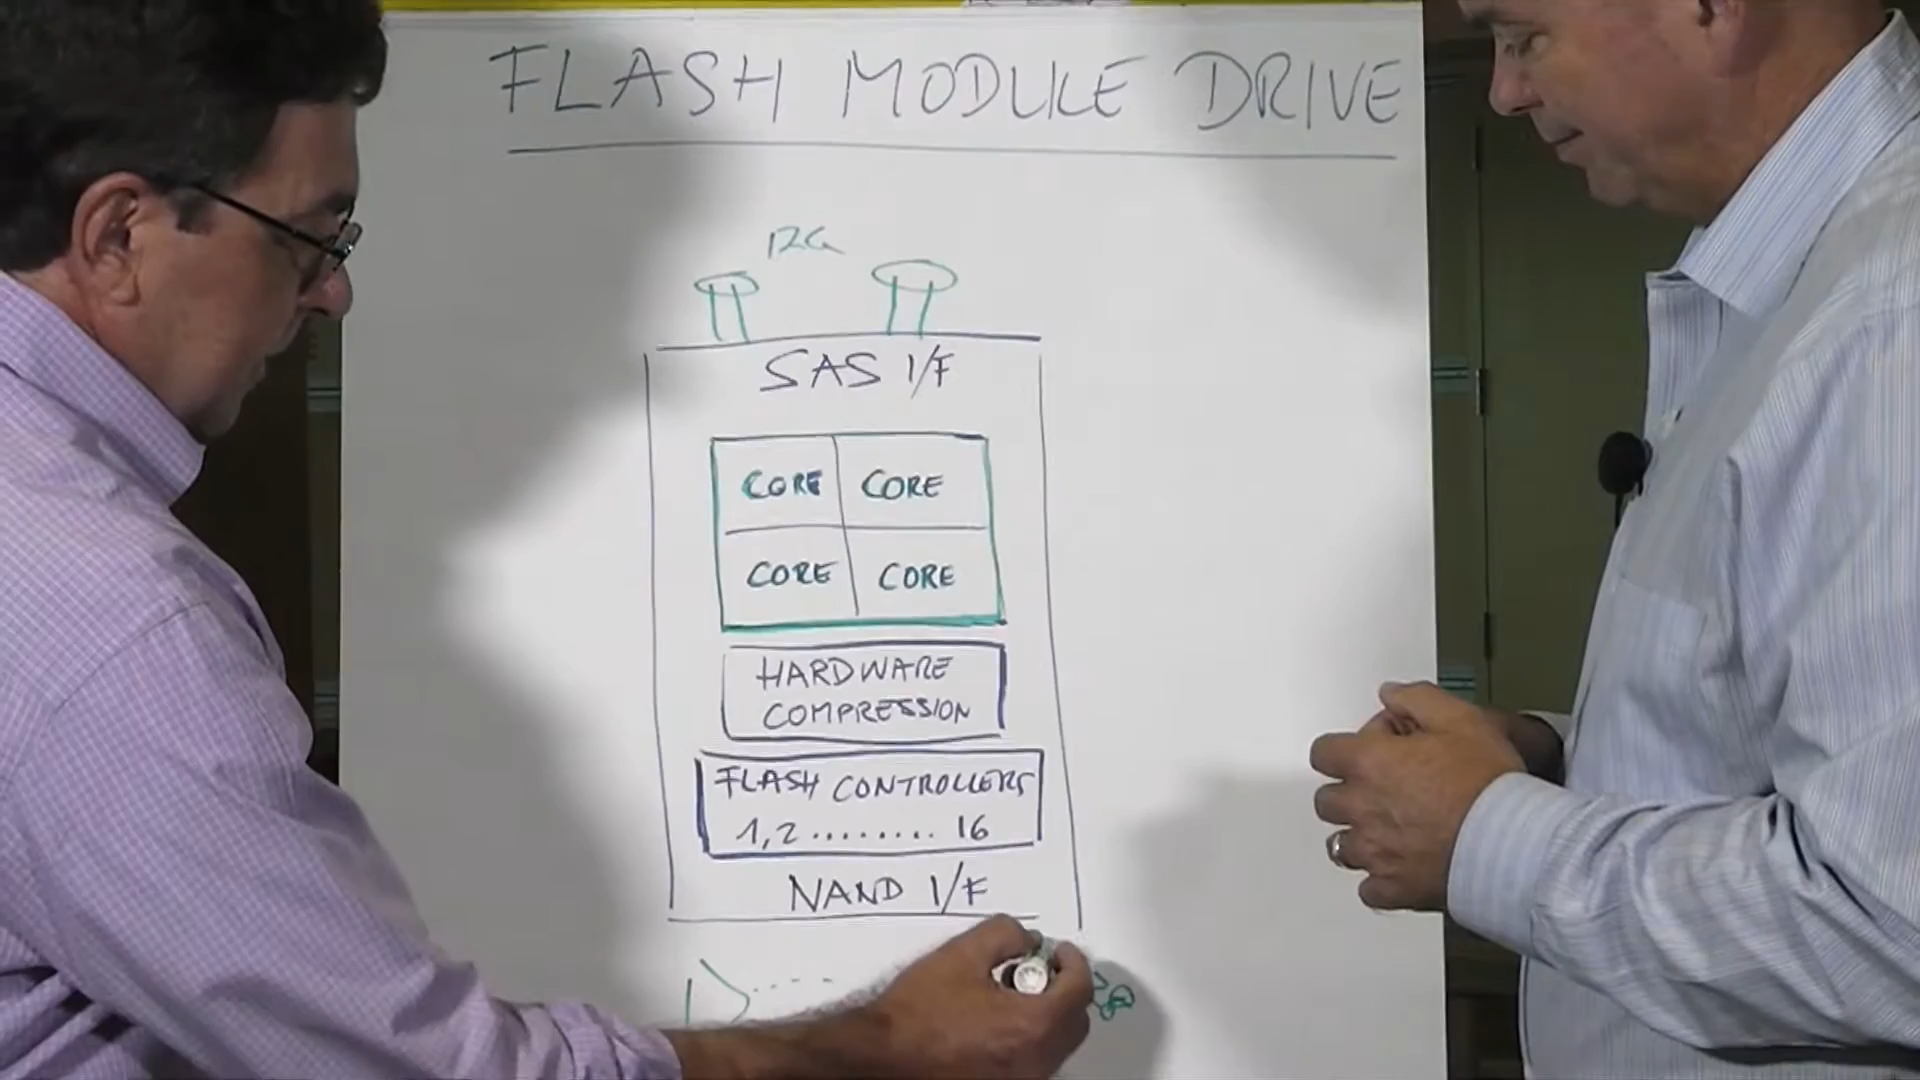 FLASH MODULE DRIVE
12G
SAS I/F
CORE CORE
CORE CORE
HARDWARE
COMPRESSION
FLASH CONTROLLERS
1,2 ........ 16
NAND I/F